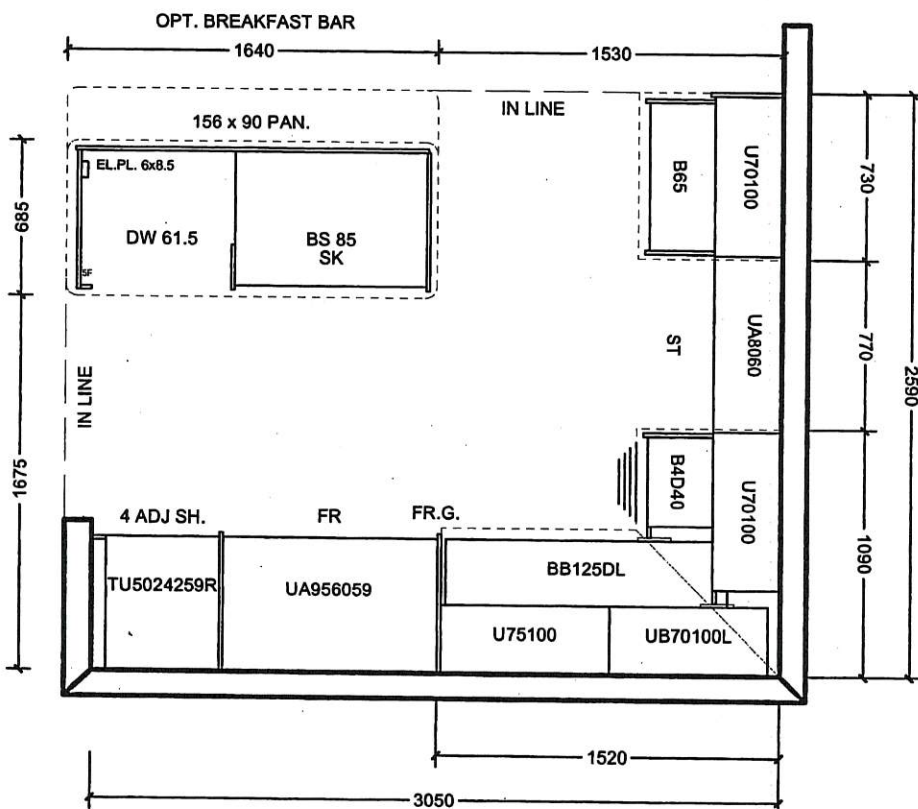 OPT. BREAKFAST BAR
1640
1530
IN LINE
156 x 90 PAN.
EL.PL. 6x8.5
B65
U70100
730
685
DW 61.5
BS 85
SK
SF
UA8060
ST
770
2590
IN LINE
1675
B4D40
U70100
1090
4 ADJ SH.
FR
FR.G.
TU5024259R
UA956059
BB125DL
U75100
UB70100L
1520
3050